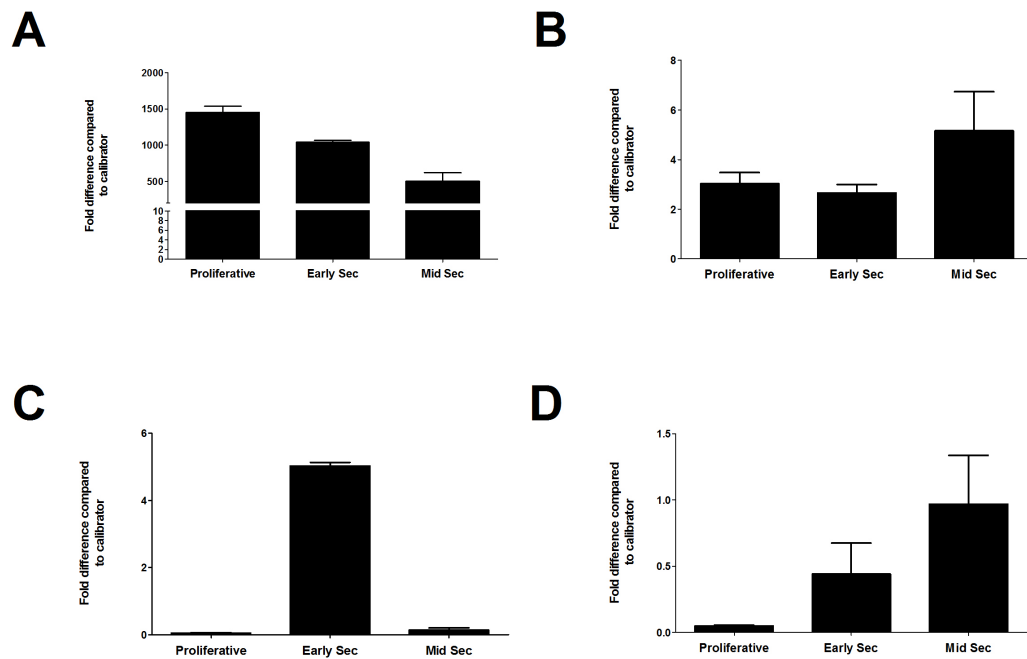 A
Fold difference compared
to calibrator
2000
1500
1000
500
10
8
6
4
2
0
Proliferative
Early Sec
Mid Sec
B
Fold difference compared
to calibrator
8
6
4
2
0
Proliferative
Early Sec
Mid Sec
C
Fold difference compared
to calibrator
6
4
2
0
Proliferative
Early Sec
Mid Sec
D
Fold difference compared
to calibrator
1.5
1.0
0.5
0.0
Proliferative
Early Sec
Mid Sec